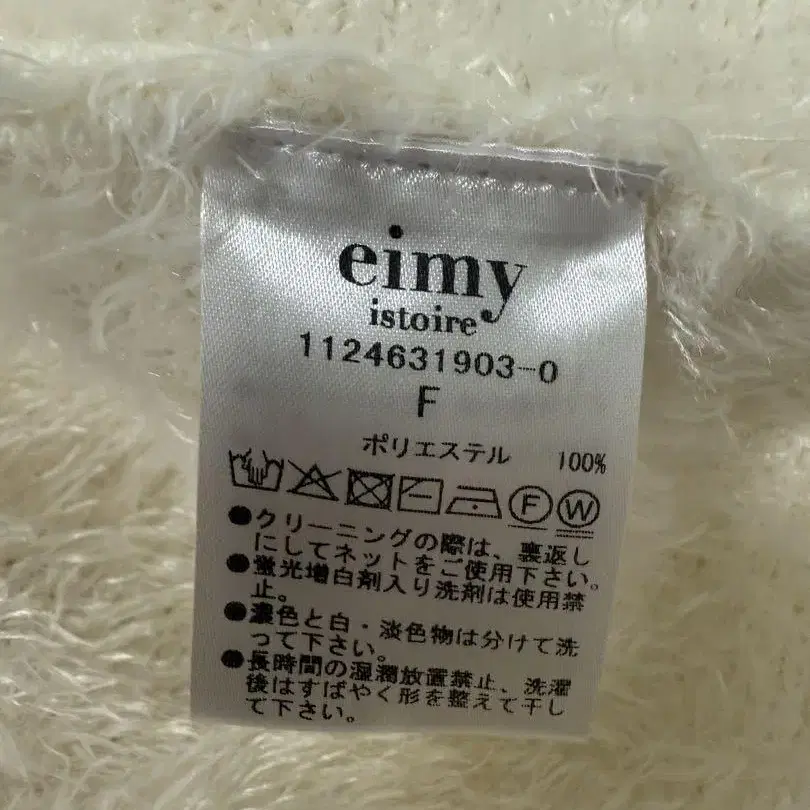 eimy
istoire
1124631903-0
F
ポリエステル 100%
F W
●クリーニングの際は、裏返し
にしてネットをご使用下さい。
●蛍光増白剤入り洗剤は使用禁
止。
●濃色と白・淡色物は分けて洗
って下さい。
●長時間の湿潤放置禁止、洗濯
後はすばやく形を整えて干し
て下さい。